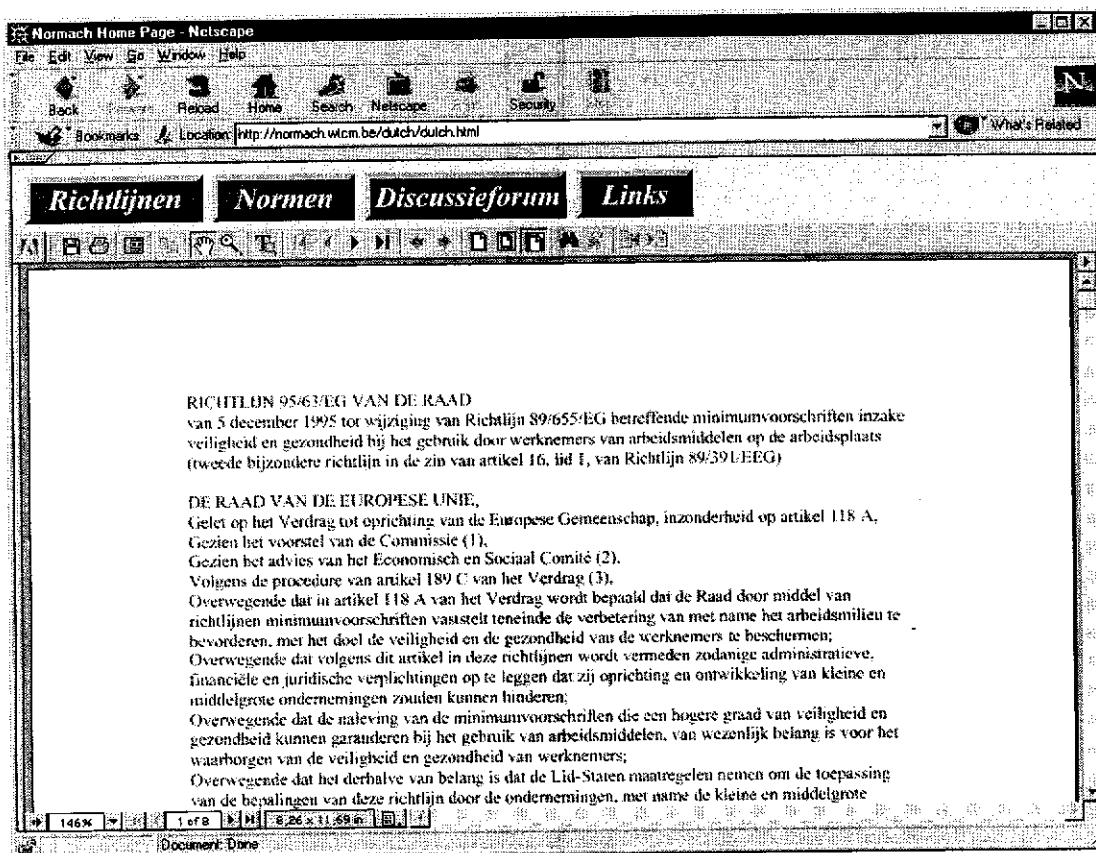 Normach Home Page - Netscape
File Edit View Go Window Help
Back Reload Home Search Netscape Security
Bookmarks Location: http://normach.wtcm.be/dutch/dutch.html What's Related
Richtlijnen Normen Discussieforum Links
RICHTLIJN 95/63/EG VAN DE RAAD
van 5 december 1995 tot wijziging van Richtlijn 89/655/EG betreffende minimumvoorschriften inzake
veiligheid en gezondheid bij het gebruik door werknemers van arbeidsmiddelen op de arbeidsplaats
(tweede bijzondere richtlijn in de zin van artikel 16, lid 1, van Richtlijn 89/391/EEG)
DE RAAD VAN DE EUROPESE UNIE,
Gelet op het Verdrag tot oprichting van de Europese Gemeenschap, inzonderheid op artikel 118 A,
Gezien het voorstel van de Commissie (1),
Gezien het advies van het Economisch en Sociaal Comité (2),
Volgens de procedure van artikel 189 C van het Verdrag (3),
Overwegende dat in artikel 118 A van het Verdrag wordt bepaald dat de Raad door middel van
richtlijnen minimumvoorschriften vaststelt teneinde de verbetering van met name het arbeidsmilieu te
bevorderen, met het doel de veiligheid en de gezondheid van de werknemers te beschermen;
Overwegende dat volgens dit artikel in deze richtlijnen wordt vermeden zodanige administratieve,
financiële en juridische verplichtingen op te leggen dat zij oprichting en ontwikkeling van kleine en
middelgrote ondernemingen zouden kunnen hinderen;
Overwegende dat de naleving van de minimumvoorschriften die een hogere graad van veiligheid en
gezondheid kunnen garanderen bij het gebruik van arbeidsmiddelen, van wezenlijk belang is voor het
waarborgen van de veiligheid en gezondheid van werknemers;
Overwegende dat het derhalve van belang is dat de Lid-Staten maatregelen nemen om de toepassing
van de bepalingen van deze richtlijn door de ondernemingen, met name de kleine en middelgrote
146% 1 of 8 8,26 x 11,69 in
Document: Done